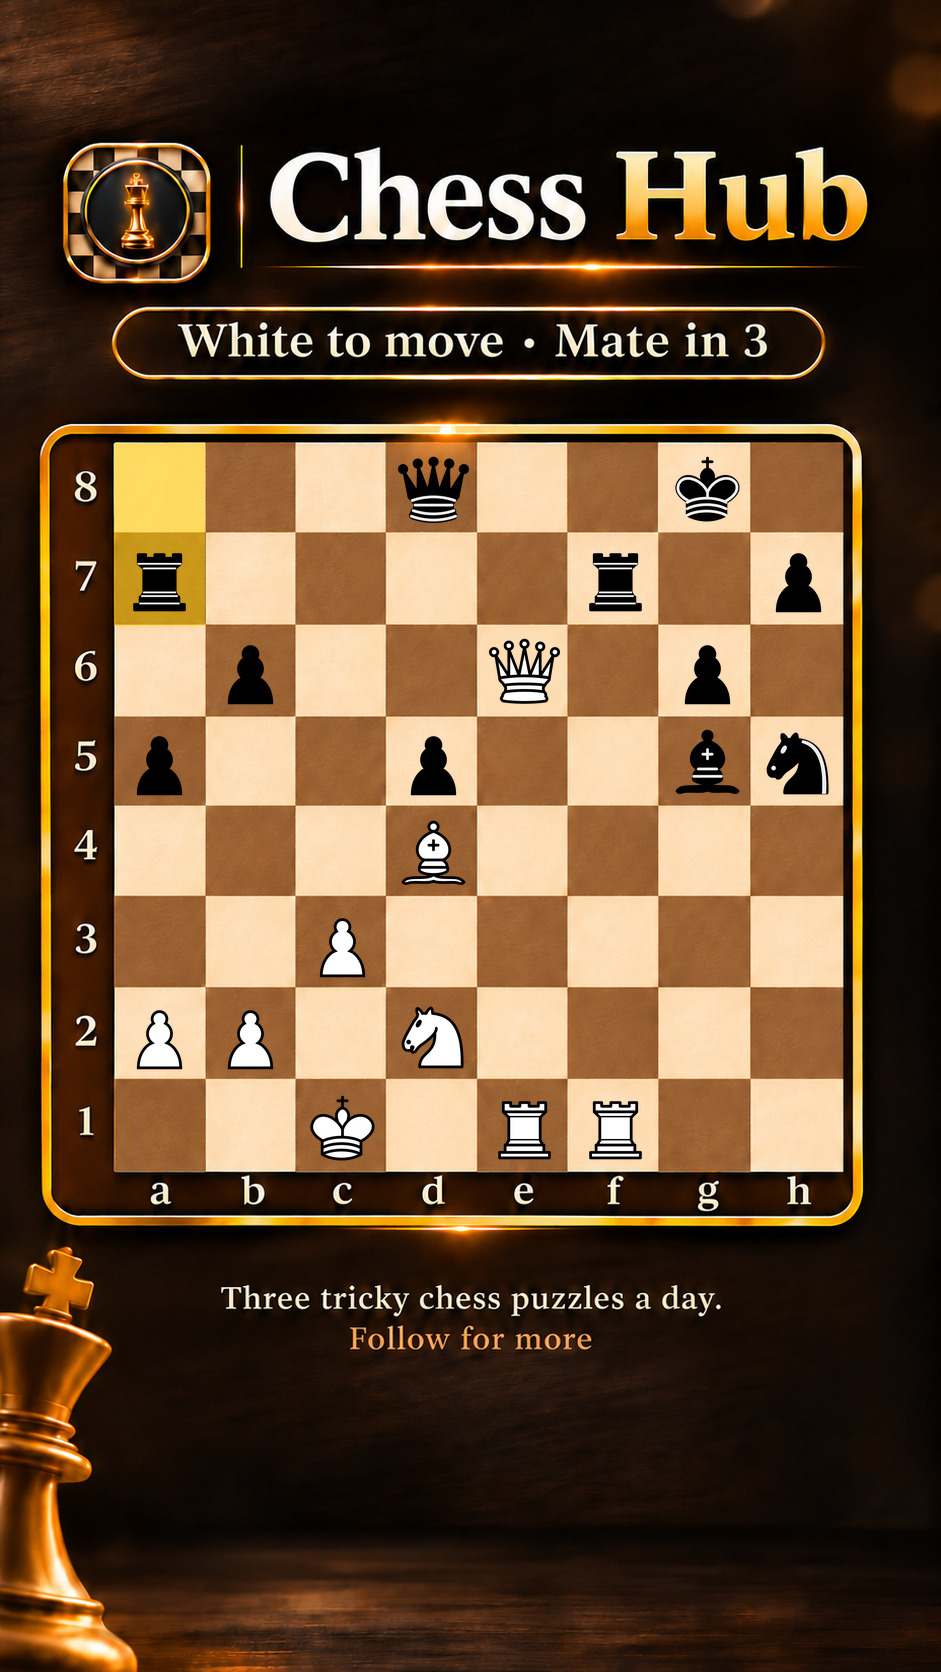 Chess Hub
White to move • Mate in 3
8
7
6
5
4
3
2
1
a b c d e f g h
Three tricky chess puzzles a day.
Follow for more